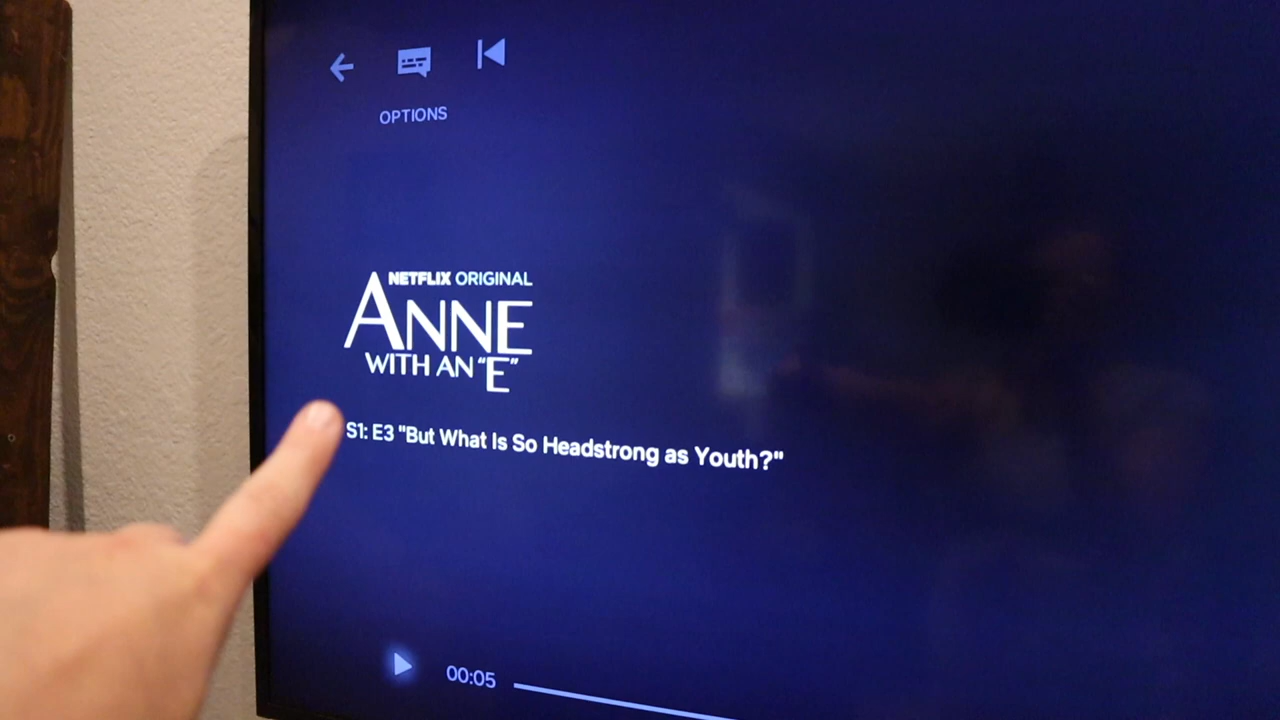 OPTIONS
NETFLIX ORIGINAL
ANNE
WITH AN "E"
S1: E3 "But What Is So Headstrong as Youth?"
00:05